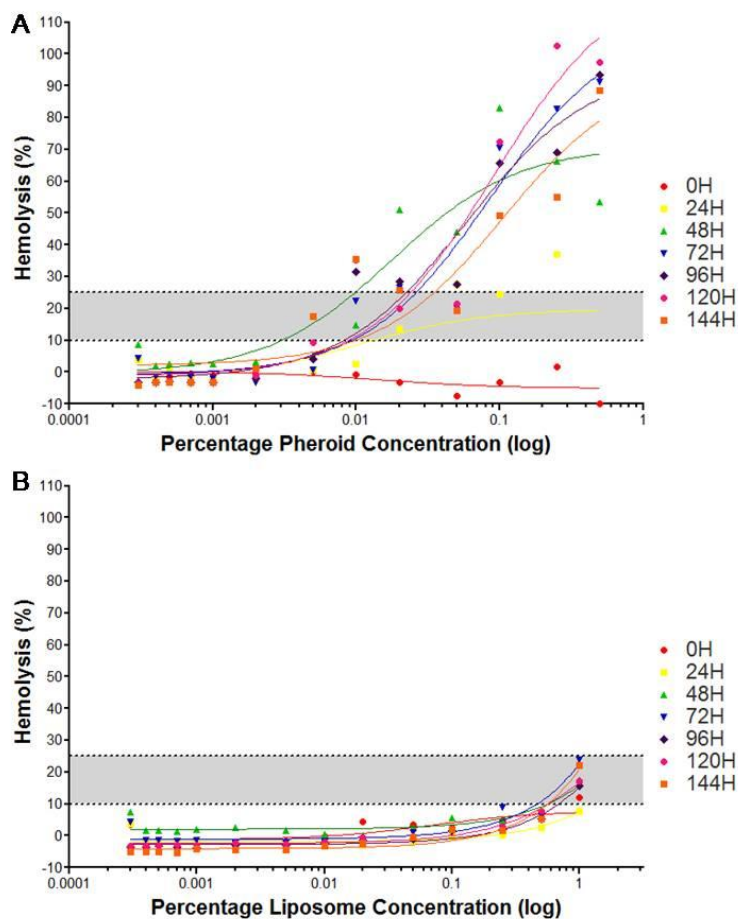 A
110
100
90
80
70
60
50
40
30
20
10
0
-10
Hemolysis (%)
0.0001 0.001 0.01 0.1 1
Percentage Pheroid Concentration (log)
0H
24H
48H
72H
96H
120H
144H
B
110
100
90
80
70
60
50
40
30
20
10
0
-10
Hemolysis (%)
0.0001 0.001 0.01 0.1 1
Percentage Liposome Concentration (log)
0H
24H
48H
72H
96H
120H
144H